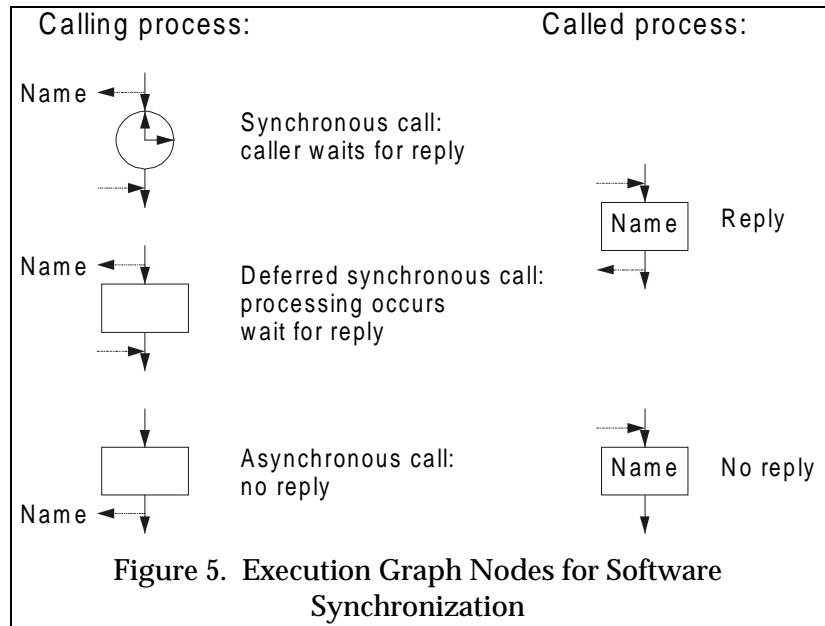 Calling process:
Called process:
Name
Synchronous call:
caller waits for reply
Name
Reply
Name
Deferred synchronous call:
processing occurs
wait for reply
Asynchronous call:
no reply
Name
Name
No reply
Figure 5. Execution Graph Nodes for Software
Synchronization